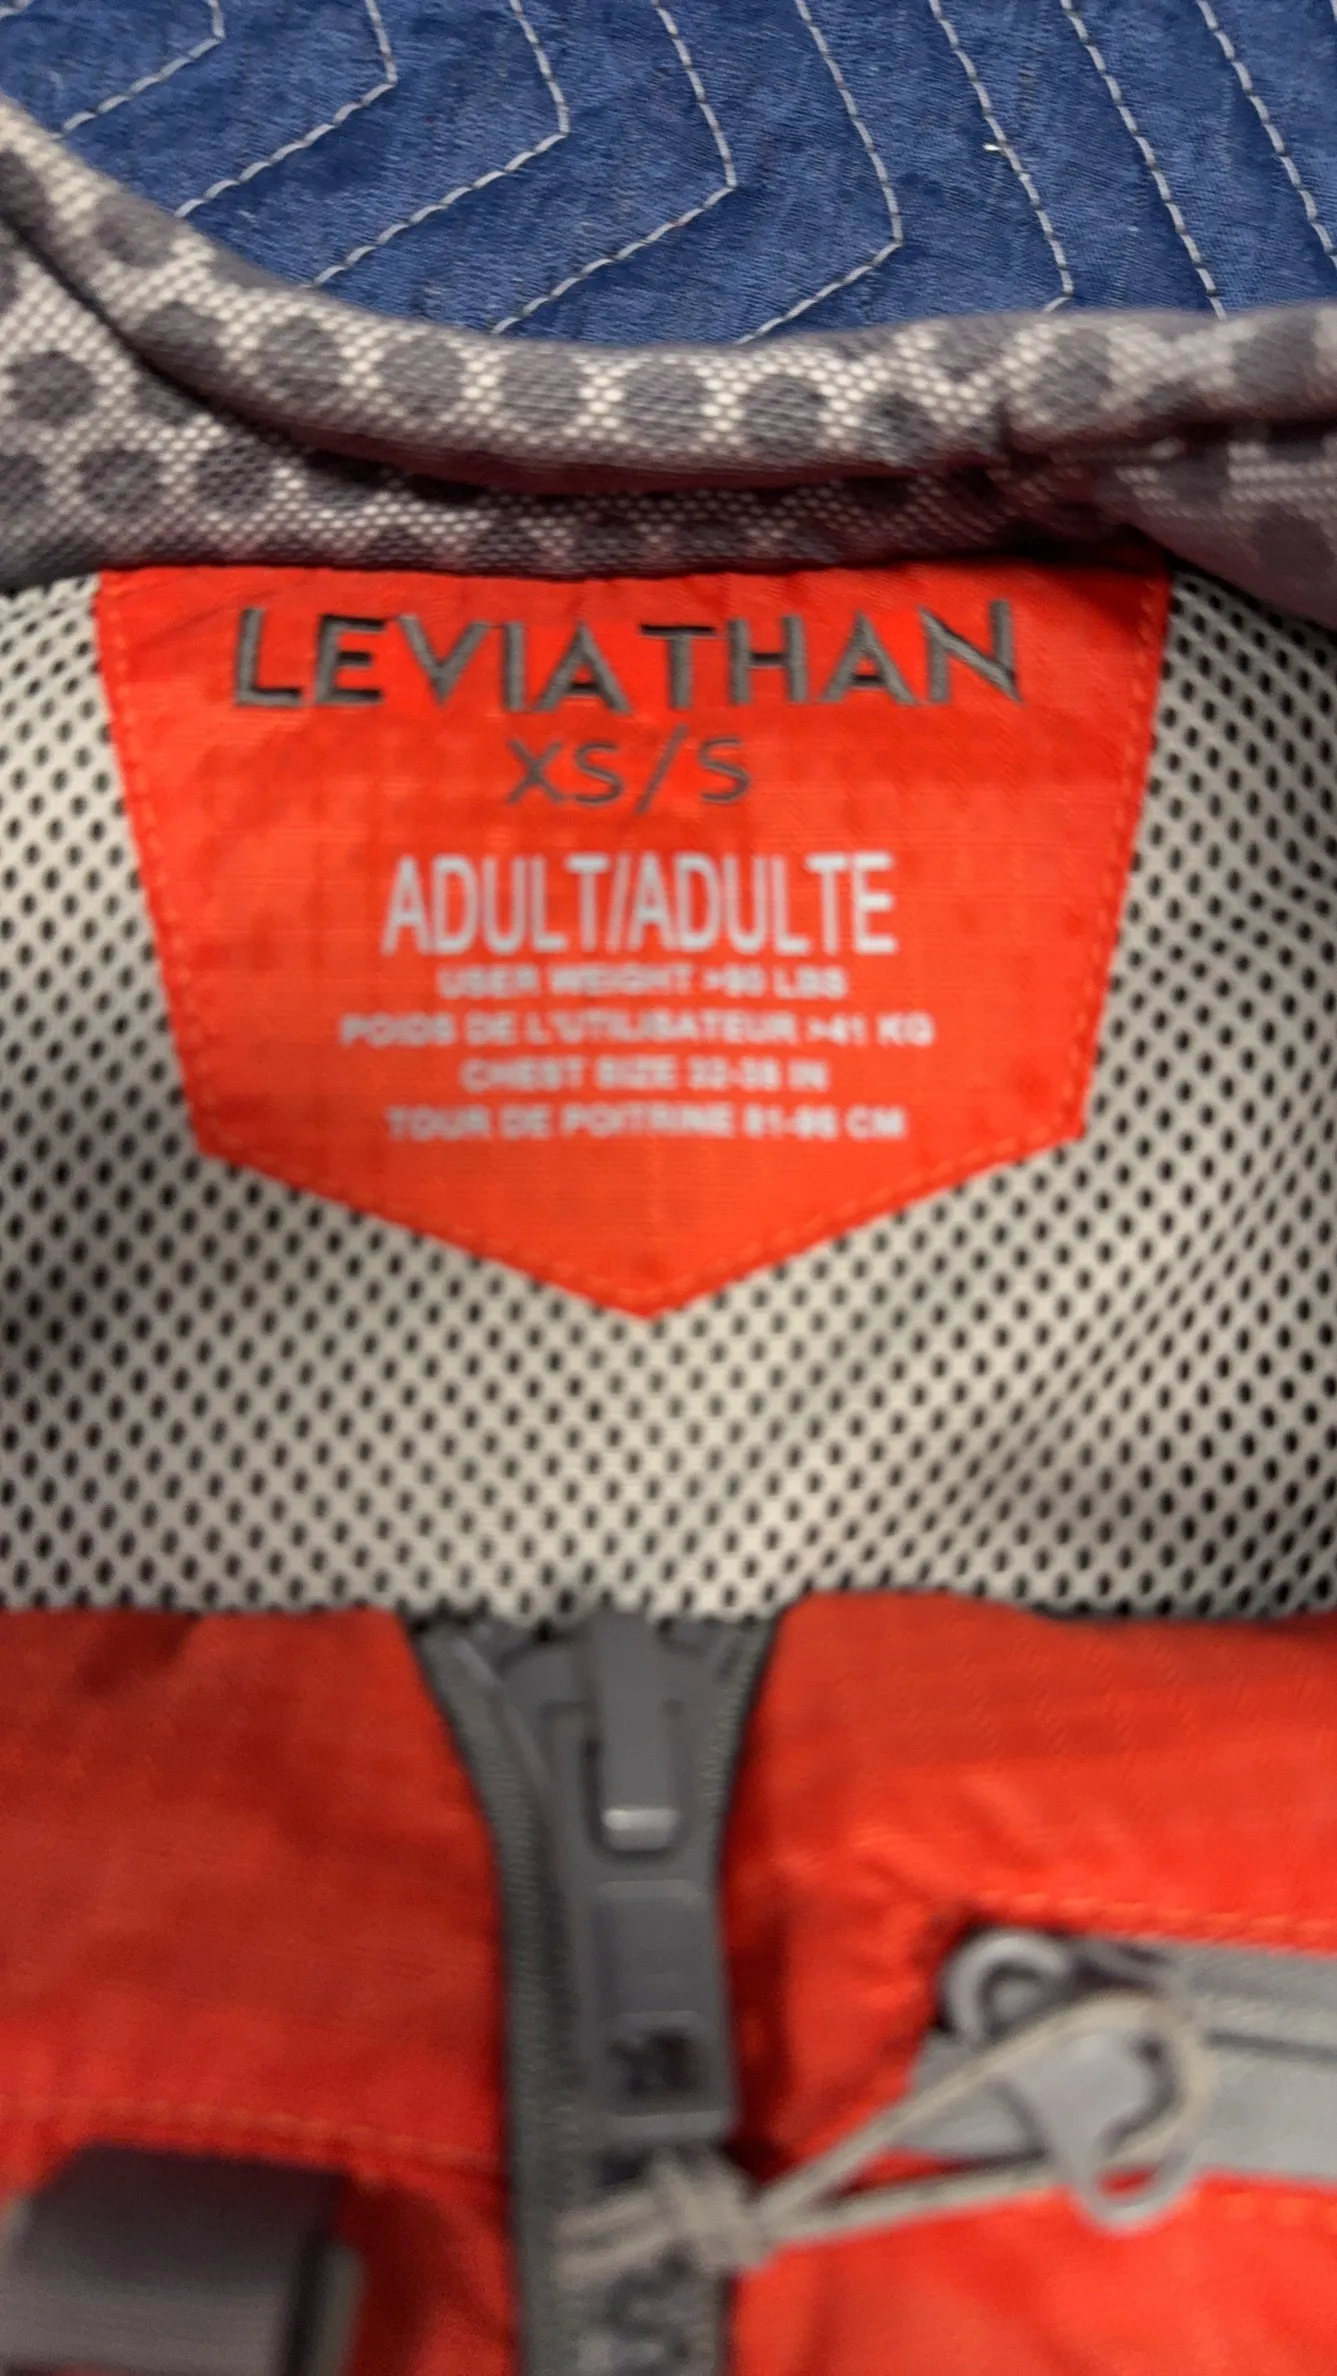 LEVIATHAN
XS/S
ADULT/ADULTE
USER WEIGHT >90 LBS
POIDS DE L'UTILISATEUR >41 KG
CHEST SIZE 32-38 IN
TOUR DE POITRINE 81-96 CM